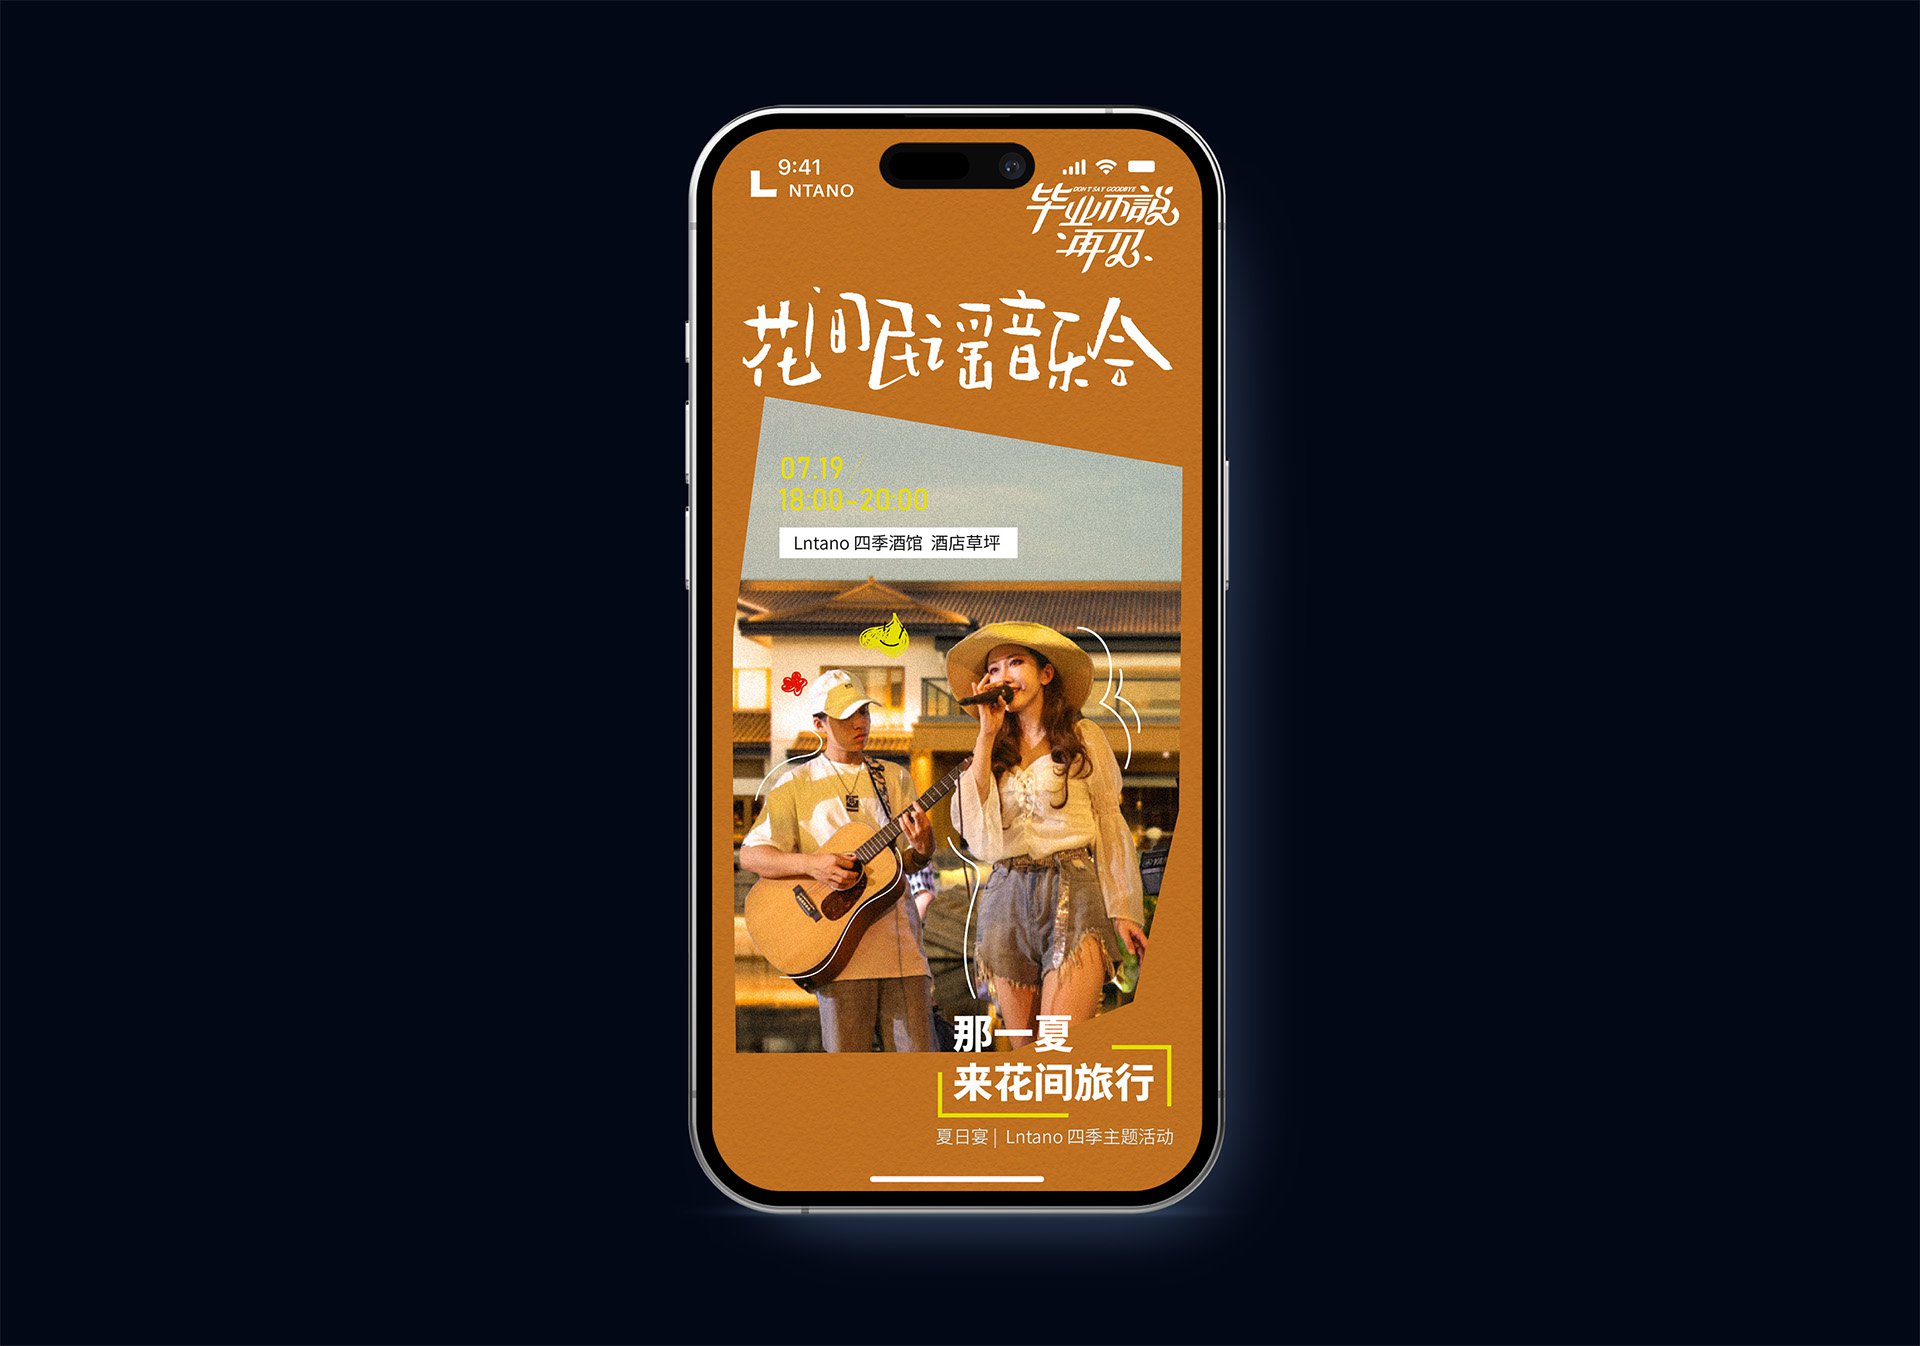 9:41
L NTANO
DON'T SAY GOODBYE
毕业不說
再见
花间民谣音乐会
07.19
18:00-20:00
Lntano 四季酒馆 酒店草坪
那一夏
来花间旅行
夏日宴 | Lntano 四季主题活动